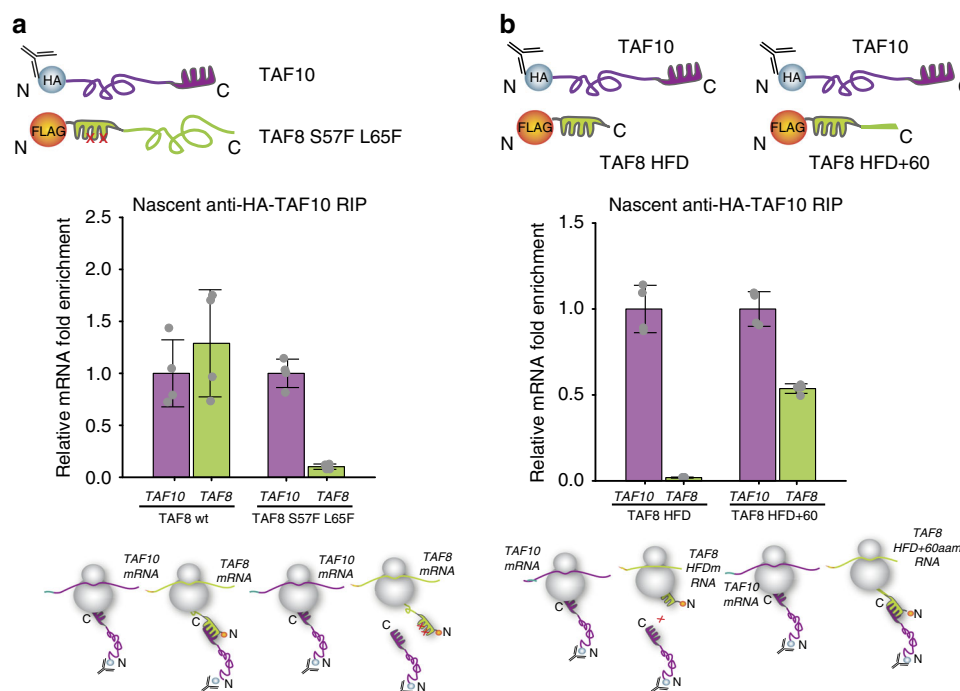 a
HA
N
C
TAF10
FLAG
N
C
TAF8 S57F L65F
Nascent anti-HA-TAF10 RIP
Relative mRNA fold enrichment
2.5
2.0
1.5
1.0
0.5
0.0
TAF10 TAF8 TAF10 TAF8
TAF8 wt TAF8 S57F L65F
TAF10
mRNA
TAF8
mRNA
TAF10
mRNA
TAF8
mRNA
C
C
N
N
N
C
C
N
N
N
b
TAF10 TAF10
HA
N
C
HA
N
C
FLAG
N
C
FLAG
N
C
TAF8 HFD TAF8 HFD+60
Nascent anti-HA-TAF10 RIP
Relative mRNA fold enrichment
1.5
1.0
0.5
0.0
TAF10 TAF8 TAF10 TAF8
TAF8 HFD TAF8 HFD+60
TAF10
mRNA
TAF8
HFDm
RNA
TAF10
mRNA
TAF8
HFD+60aam
RNA
C
N
C
N
N
C
N
C
N
N